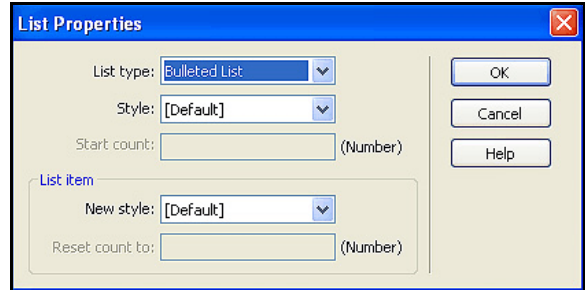 List Properties
List type: Bulleted List
OK
Style: [Default]
Cancel
Start count: (Number)
Help
List item
New style: [Default]
Reset count to: (Number)